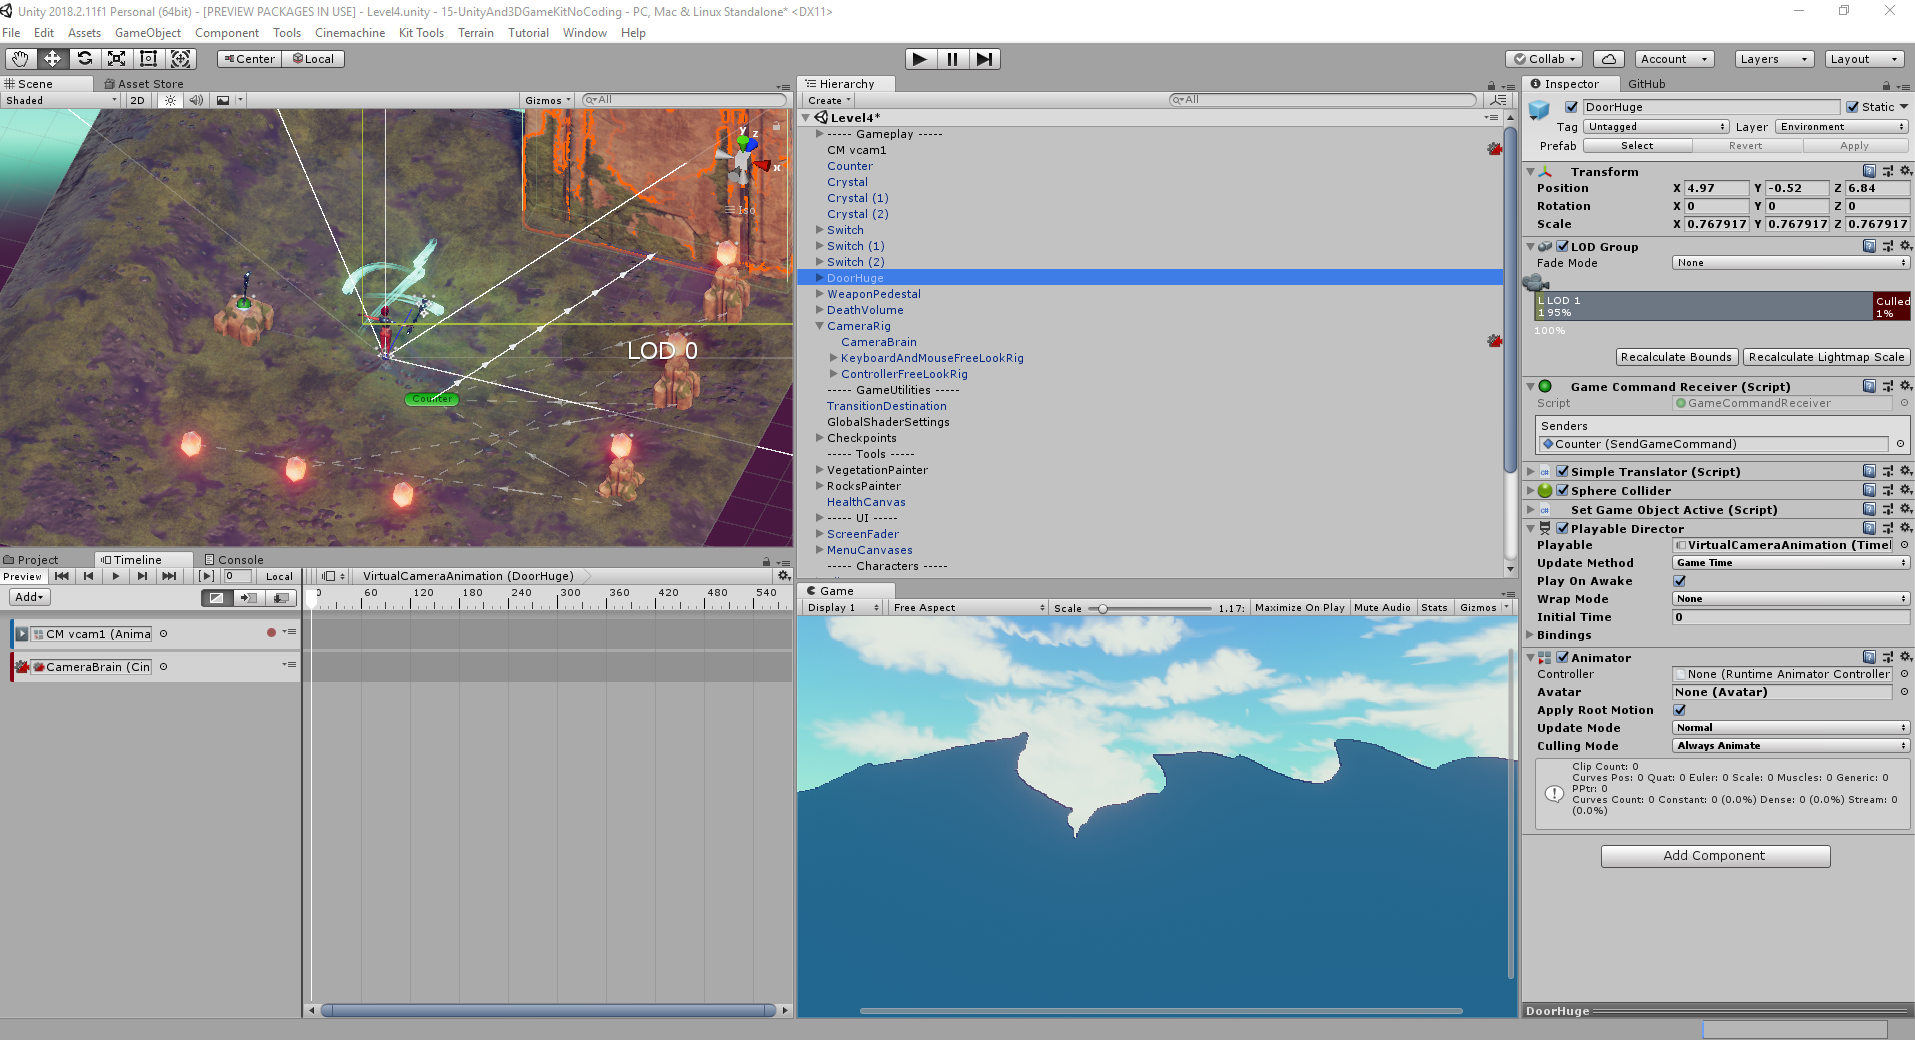 Unity 2018.2.11f1 Personal (64bit) - [PREVIEW PACKAGES IN USE] - Level4.unity - 15-UnityAnd3DGameKitNoCoding - PC, Mac & Linux Standalone* <DX11>
File Edit Assets GameObject Component Tools Cinemachine Kit Tools Terrain Tutorial Window Help
Center Local
Collab Account Layers Layout
Scene Asset Store
Shaded 2D Gizmos All
y z x
Iso
LOD 0
Counter
Hierarchy
Create All
Level4*
----- Gameplay -----
CM vcam1
Counter
Crystal
Crystal (1)
Crystal (2)
Switch
Switch (1)
Switch (2)
DoorHuge
WeaponPedestal
DeathVolume
CameraRig
CameraBrain
KeyboardAndMouseFreeLookRig
ControllerFreeLookRig
----- GameUtilities -----
TransitionDestination
GlobalShaderSettings
Checkpoints
----- Tools -----
VegetationPainter
RocksPainter
HealthCanvas
----- UI -----
ScreenFader
MenuCanvases
----- Characters -----
Project Timeline Console
Preview 0 Local VirtualCameraAnimation (DoorHuge)
Add 0 60 120 180 240 300 360 420 480 540
CM vcam1 (Anima
CameraBrain (Cin
Game
Display 1 Free Aspect Scale 1.17: Maximize On Play Mute Audio Stats Gizmos
Inspector GitHub
DoorHuge Static
Tag Untagged Layer Environment
Prefab Select Revert Apply
Transform
Position X 4.97 Y -0.52 Z 6.84
Rotation X 0 Y 0 Z 0
Scale X 0.767917 Y 0.767917 Z 0.767917
LOD Group
Fade Mode None
L LOD 1 Culled
1 95% 1%
100%
Recalculate Bounds Recalculate Lightmap Scale
Game Command Receiver (Script)
Script GameCommandReceiver
Senders
Counter (SendGameCommand)
Simple Translator (Script)
Sphere Collider
Set Game Object Active (Script)
Playable Director
Playable VirtualCameraAnimation (Timel
Update Method Game Time
Play On Awake
Wrap Mode None
Initial Time 0
Bindings
Animator
Controller None (Runtime Animator Controller
Avatar None (Avatar)
Apply Root Motion
Update Mode Normal
Culling Mode Always Animate
Clip Count: 0
Curves Pos: 0 Quat: 0 Euler: 0 Scale: 0 Muscles: 0 Generic: 0
PPtr: 0
Curves Count: 0 Constant: 0 (0.0%) Dense: 0 (0.0%) Stream: 0
(0.0%)
Add Component
DoorHuge